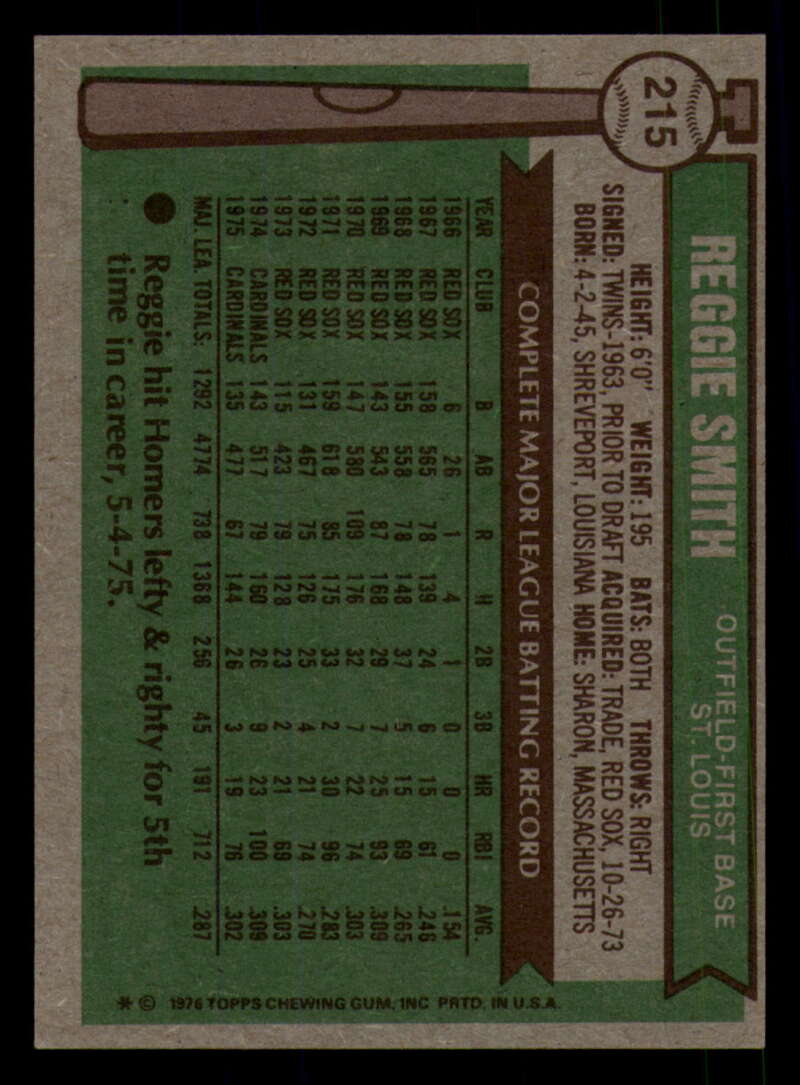 215
REGGIE SMITH
OUTFIELD-FIRST BASE
ST. LOUIS
HEIGHT: 6'0" WEIGHT: 195 BATS: BOTH THROWS: RIGHT
SIGNED: TWINS-1963, PRIOR TO DRAFT ACQUIRED: TRADE, RED SOX, 10-26-73
BORN: 4-2-45, SHREVEPORT, LOUISIANA HOME: SHARON, MASSACHUSETTS
COMPLETE MAJOR LEAGUE BATTING RECORD
YEAR CLUB B AB R H 2B 3B HR RBI AVG.
1966 RED SOX 6 26 1 4 1 0 0 0 .154
1967 RED SOX 158 565 78 139 24 6 15 61 .246
1968 RED SOX 155 558 78 148 37 5 15 69 .265
1969 RED SOX 143 543 87 168 29 7 25 93 .309
1970 RED SOX 147 580 109 176 32 7 22 74 .303
1971 RED SOX 159 618 85 175 33 2 30 96 .283
1972 RED SOX 131 467 75 126 25 4 21 74 .270
1973 RED SOX 115 423 79 128 23 2 21 69 .303
1974 CARDINALS 143 517 79 160 26 9 23 100 .309
1975 CARDINALS 135 477 67 144 26 3 19 76 .302
MAJ. LEA. TOTALS: 1292 4774 738 1368 256 45 191 712 .287
● Reggie hit Homers lefty & righty for 5th
time in career, 5-4-75.
* © 1976 TOPPS CHEWING GUM, INC PRTD. IN U.S.A.